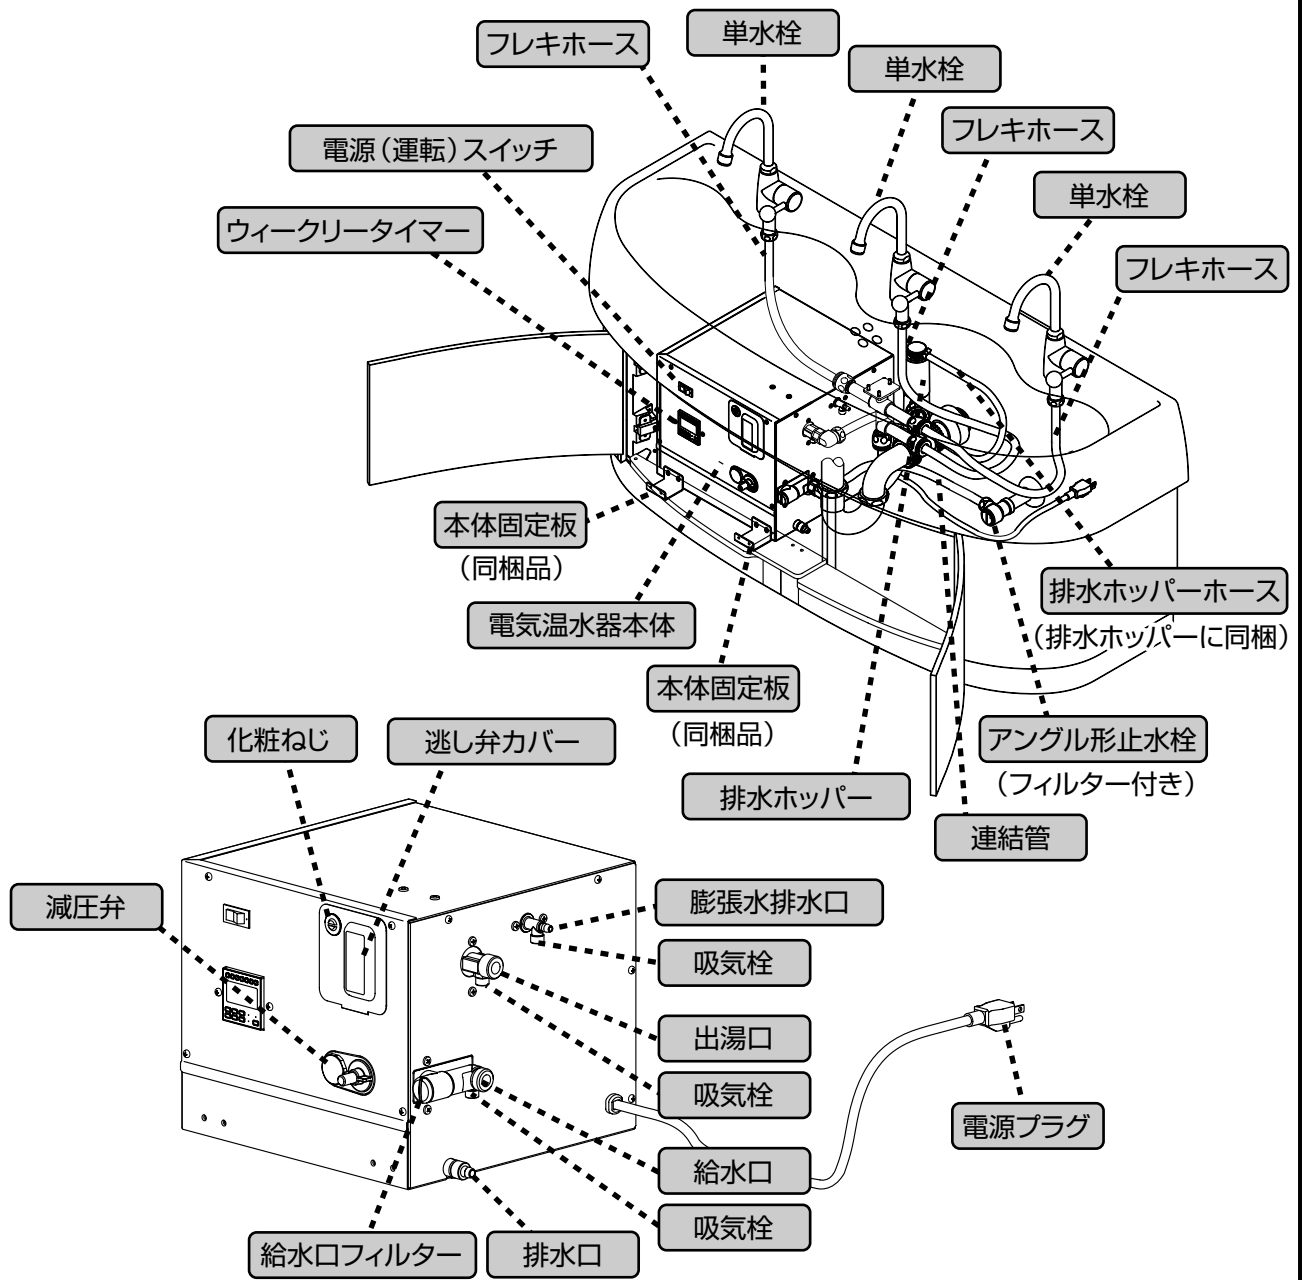 フレキホース
単水栓
単水栓
フレキホース
電源(運転)スイッチ
単水栓
ウィークリータイマー
フレキホース
本体固定板
(同梱品)
排水ホッパーホース
(排水ホッパーに同梱)
電気温水器本体
本体固定板
(同梱品)
アングル形止水栓
(フィルター付き)
排水ホッパー
連結管
化粧ねじ
逃し弁カバー
減圧弁
膨張水排水口
吸気栓
出湯口
吸気栓
電源プラグ
給水口
吸気栓
給水口フィルター
排水口